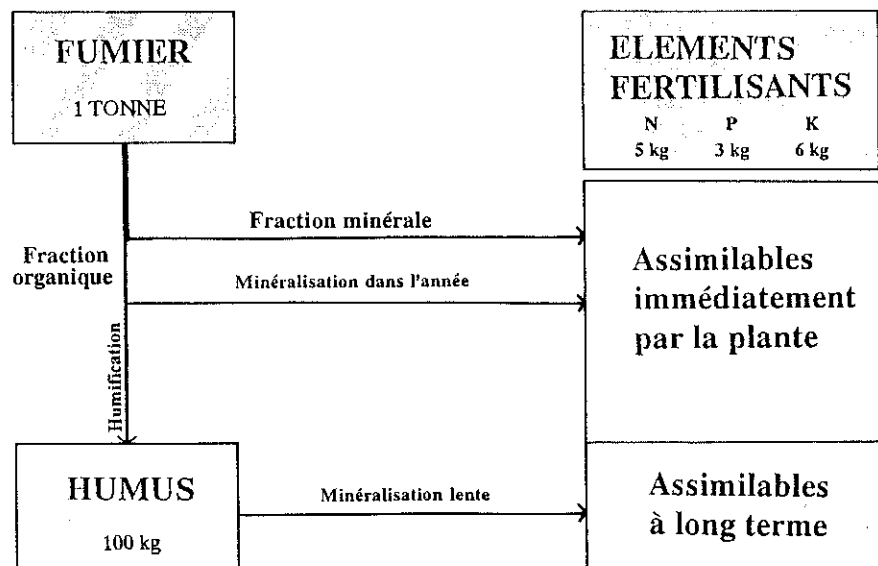 FUMIER
1 TONNE
ELEMENTS
FERTILISANTS
N P K
5 kg 3 kg 6 kg
Fraction minérale
Fraction
organique
Minéralisation dans l'année
Assimilables
immédiatement
par la plante
Humification
HUMUS
100 kg
Minéralisation lente
Assimilables
à long terme